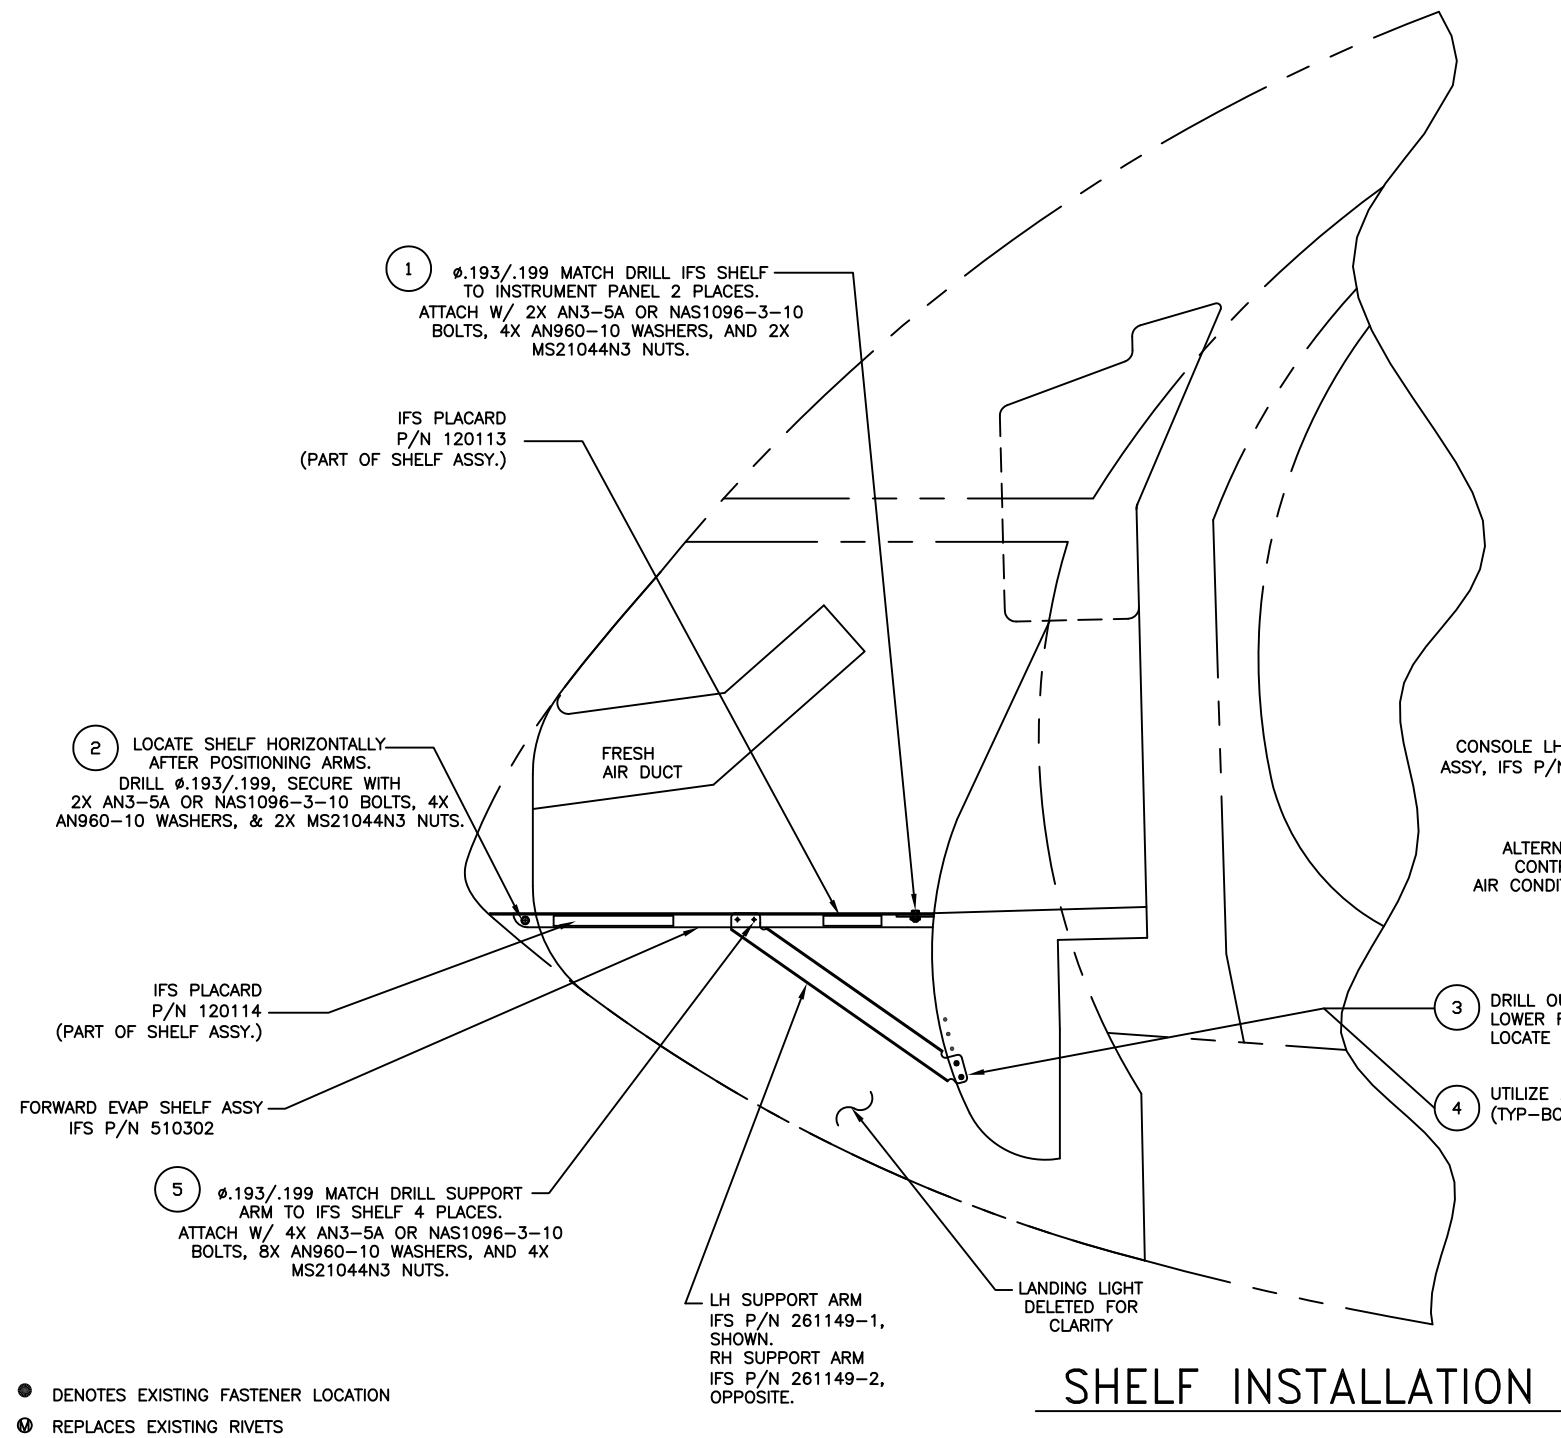 1
ø.193/.199 MATCH DRILL IFS SHELF
TO INSTRUMENT PANEL 2 PLACES.
ATTACH W/ 2X AN3-5A OR NAS1096-3-10
BOLTS, 4X AN960-10 WASHERS, AND 2X
MS21044N3 NUTS.
IFS PLACARD
P/N 120113
(PART OF SHELF ASSY.)
2
LOCATE SHELF HORIZONTALLY
AFTER POSITIONING ARMS.
DRILL ø.193/.199, SECURE WITH
2X AN3-5A OR NAS1096-3-10 BOLTS, 4X
AN960-10 WASHERS, & 2X MS21044N3 NUTS.
FRESH
AIR DUCT
CONSOLE LH
ASSY, IFS P/N
ALTERN
CONT
AIR CONDI
IFS PLACARD
P/N 120114
(PART OF SHELF ASSY.)
3
DRILL OU
LOWER
LOCATE
FORWARD EVAP SHELF ASSY
IFS P/N 510302
4
UTILIZE
(TYP-BO
5
ø.193/.199 MATCH DRILL SUPPORT
ARM TO IFS SHELF 4 PLACES.
ATTACH W/ 4X AN3-5A OR NAS1096-3-10
BOLTS, 8X AN960-10 WASHERS, AND 4X
MS21044N3 NUTS.
LH SUPPORT ARM
IFS P/N 261149-1,
SHOWN.
RH SUPPORT ARM
IFS P/N 261149-2,
OPPOSITE.
LANDING LIGHT
DELETED FOR
CLARITY
DENOTES EXISTING FASTENER LOCATION
REPLACES EXISTING RIVETS
SHELF INSTALLATION